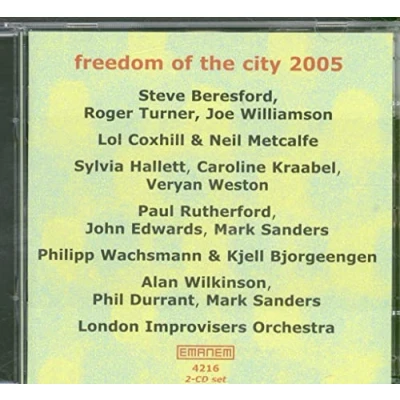 freedom of the city 2005
Steve Beresford,
Roger Turner, Joe Williamson
Lol Coxhill & Neil Metcalfe
Sylvia Hallett, Caroline Kraabel,
Veryan Weston
Paul Rutherford,
John Edwards, Mark Sanders
Philipp Wachsmann & Kjell Bjorgeengen
Alan Wilkinson,
Phil Durrant, Mark Sanders
London Improvisers Orchestra
EMANEM
4216
2-CD set